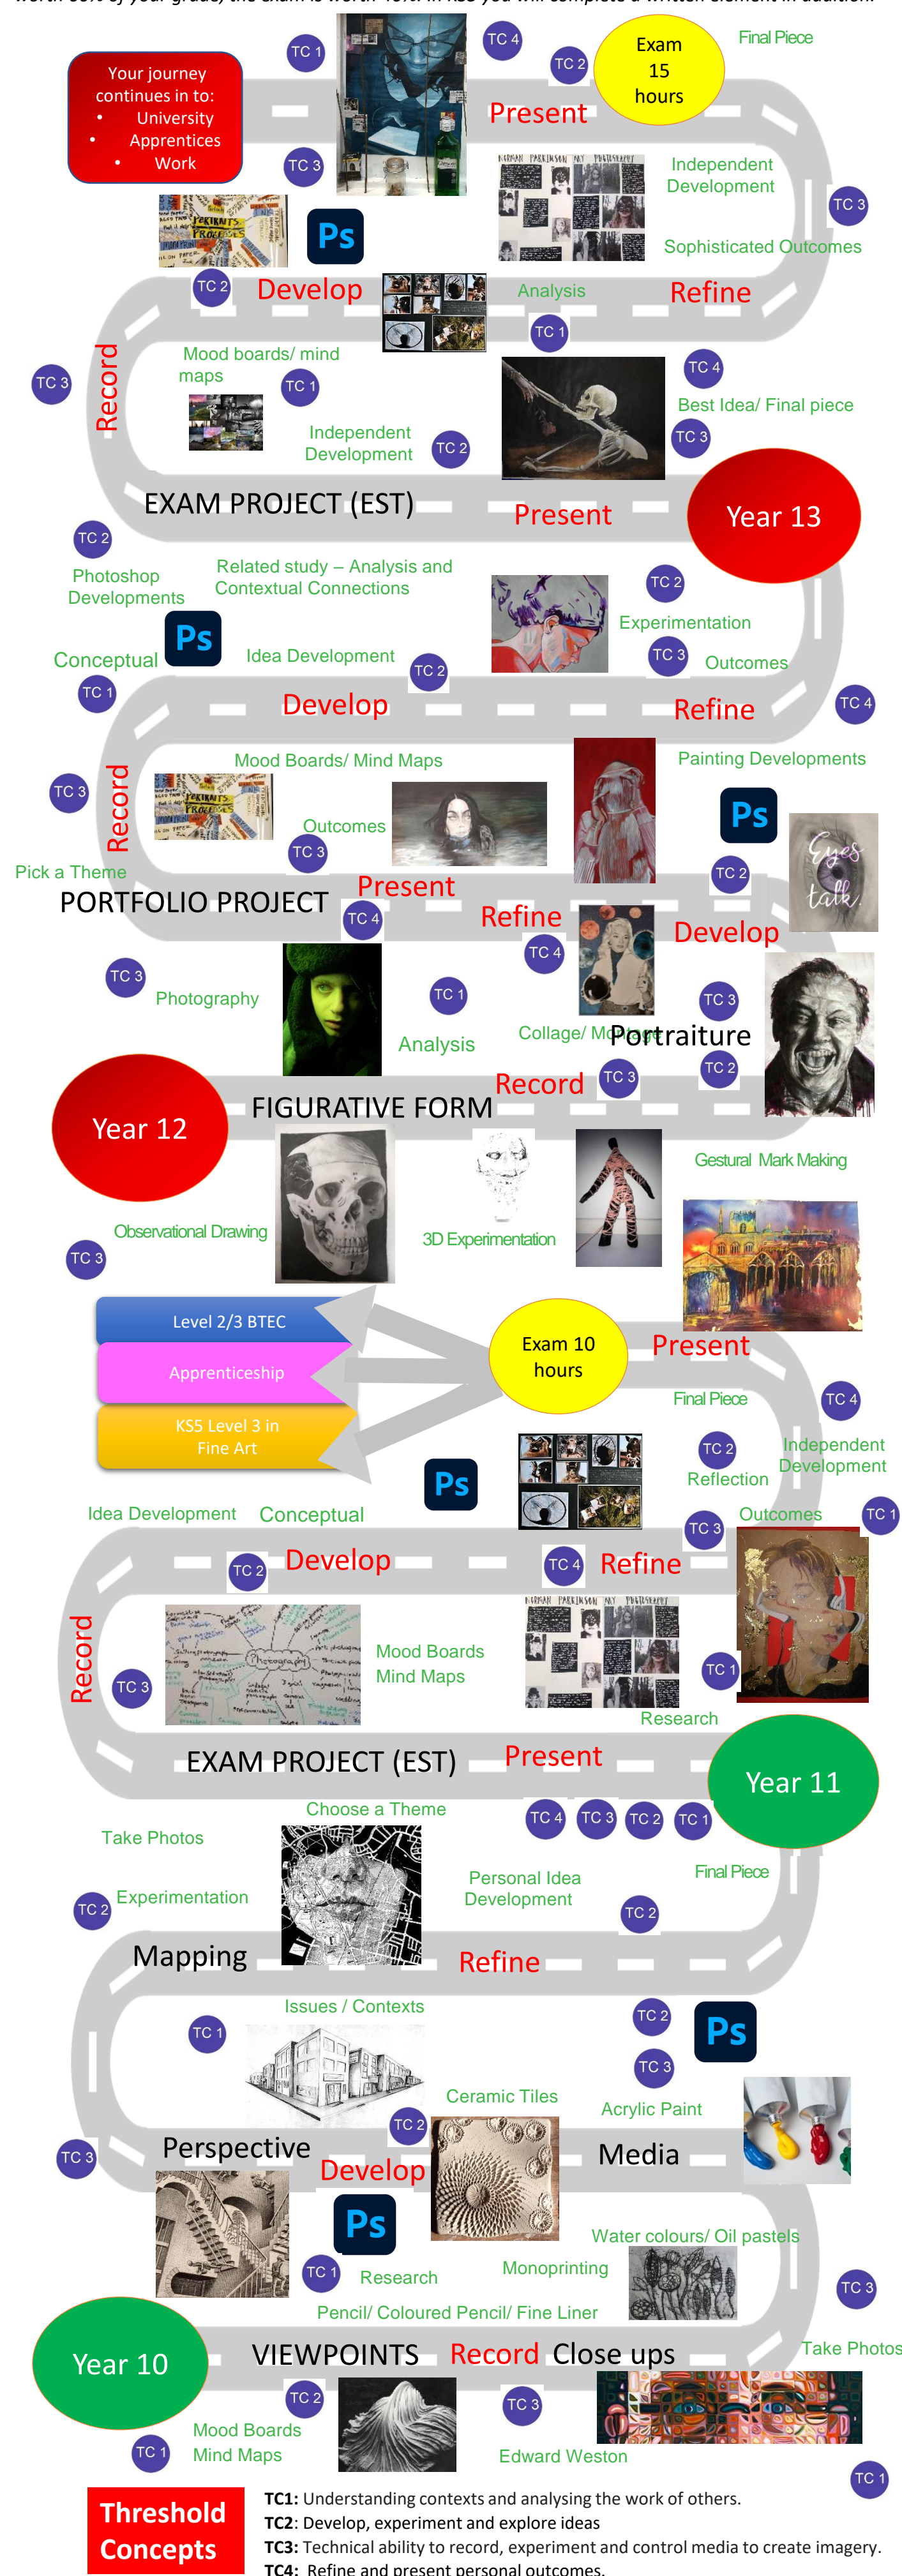 worth 60% of your grade, the exam is worth 40%. In KS5 you will complete a written element in addition.
TC 1
TC 4
TC 2
Exam
15
hours
Final Piece
Your journey
continues in to:
• University
• Apprentices
• Work
Present
TC 3
Independent
Development
TC 3
MY PHOTOGRAPHY
PORTRAITS
Ps
Sophisticated Outcomes
TC 2
Develop
Analysis
Refine
TC 1
Record
Mood boards/ mind
maps
TC 1
TC 3
TC 4
Best Idea/ Final piece
Independent
Development
TC 2
TC 3
EXAM PROJECT (EST)
Present
Year 13
TC 2
Photoshop
Developments
Related study – Analysis and
Contextual Connections
TC 2
Experimentation
Ps
Conceptual
Idea Development
TC 2
TC 3
Outcomes
TC 1
Develop
Refine
TC 4
Mood Boards/ Mind Maps
Painting Developments
TC 3
Record
PORTRAITS
Ps
Outcomes
TC 3
Eyes
talk.
Pick a Theme
TC 2
PORTFOLIO PROJECT
Present
TC 4
Refine
Develop
TC 4
TC 3
Photography
TC 1
TC 3
Analysis
Collage/ Montage
Portraiture
Record
TC 3
TC 2
Year 12
FIGURATIVE FORM
Gestural Mark Making
Observational Drawing
TC 3
3D Experimentation
Level 2/3 BTEC
Exam 10
hours
Present
Apprenticeship
Final Piece
TC 4
KS5 Level 3 in
Fine Art
TC 2
Reflection
Independent
Development
Ps
Idea Development
Conceptual
Outcomes
TC 1
TC 3
TC 2
Develop
TC 4
Refine
Record
Photography
MY PHOTOGRAPHY
Mood Boards
Mind Maps
TC 3
TC 1
Research
EXAM PROJECT (EST)
Present
Year 11
Choose a Theme
TC 4
TC 3
TC 2
TC 1
Take Photos
Final Piece
Personal Idea
Development
TC 2
Experimentation
TC 2
Mapping
Refine
Issues / Contexts
TC 1
TC 2
Ps
TC 3
Ceramic Tiles
Acrylic Paint
TC 2
TC 3
Perspective
Develop
Media
Ps
Water colours/ Oil pastels
TC 1
Research
Monoprinting
TC 3
Pencil/ Coloured Pencil/ Fine Liner
Year 10
VIEWPOINTS
Record
Close ups
Take Photos
TC 2
TC 3
Mood Boards
Mind Maps
TC 1
Edward Weston
TC 1
Threshold
Concepts
TC1: Understanding contexts and analysing the work of others.
TC2: Develop, experiment and explore ideas
TC3: Technical ability to record, experiment and control media to create imagery.
TC4: Refine and present personal outcomes.